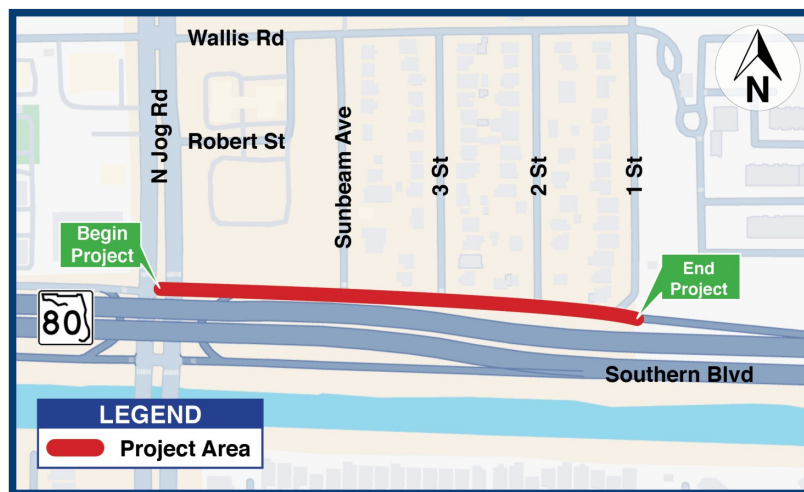 Wallis Rd
N Jog Rd
Robert St
Sunbeam Ave
3 St
2 St
1 St
N
Begin
Project
End
Project
80
Southern Blvd
LEGEND
Project Area